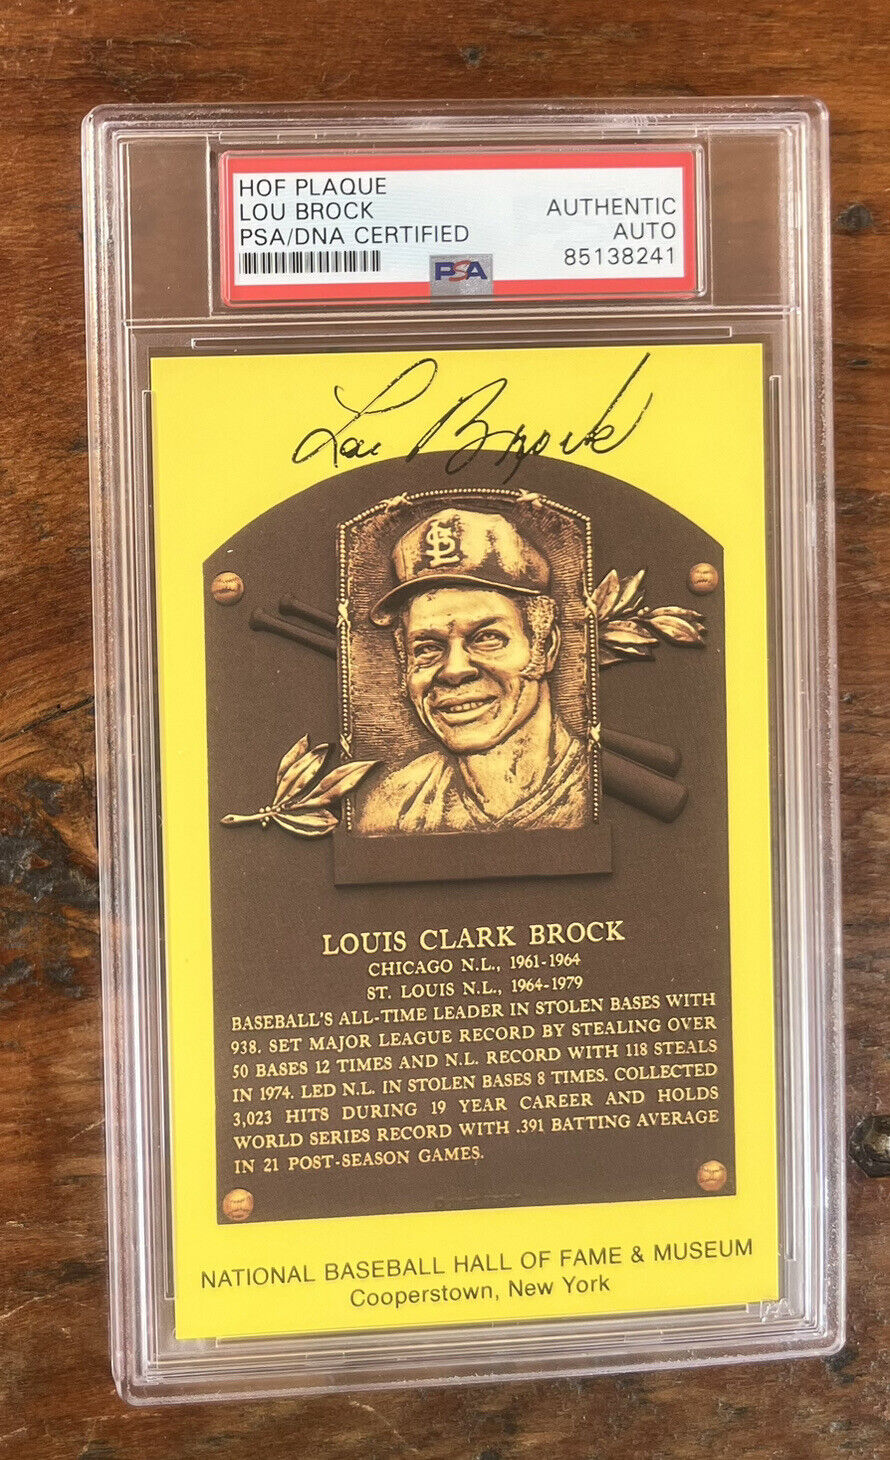 HOF PLAQUE
LOU BROCK
PSA/DNA CERTIFIED
AUTHENTIC
AUTO
85138241
PSA
Lou Brock
STL
LOUIS CLARK BROCK
CHICAGO N.L., 1961-1964
ST. LOUIS N.L., 1964-1979
BASEBALL'S ALL-TIME LEADER IN STOLEN BASES WITH
938. SET MAJOR LEAGUE RECORD BY STEALING OVER
50 BASES 12 TIMES AND N.L. RECORD WITH 118 STEALS
IN 1974. LED N.L. IN STOLEN BASES 8 TIMES. COLLECTED
3,023 HITS DURING 19 YEAR CAREER AND HOLDS
WORLD SERIES RECORD WITH .391 BATTING AVERAGE
IN 21 POST-SEASON GAMES.
NATIONAL BASEBALL HALL OF FAME & MUSEUM
Cooperstown, New York